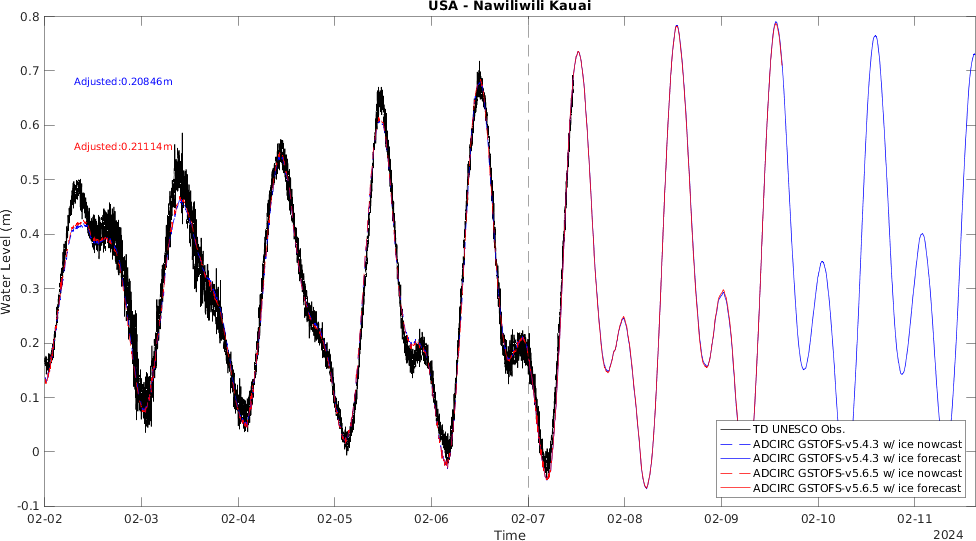 USA - Nawiliwili Kauai
0.8
0.7
0.6
0.5
0.4
0.3
0.2
0.1
0
-0.1
Water Level (m)
Adjusted:0.20846m
Adjusted:0.21114m
TD UNESCO Obs.
ADCIRC GSTOFS-v5.4.3 w/ ice nowcast
ADCIRC GSTOFS-v5.4.3 w/ ice forecast
ADCIRC GSTOFS-v5.6.5 w/ ice nowcast
ADCIRC GSTOFS-v5.6.5 w/ ice forecast
02-02 02-03 02-04 02-05 02-06 02-07 02-08 02-09 02-10 02-11
Time
2024